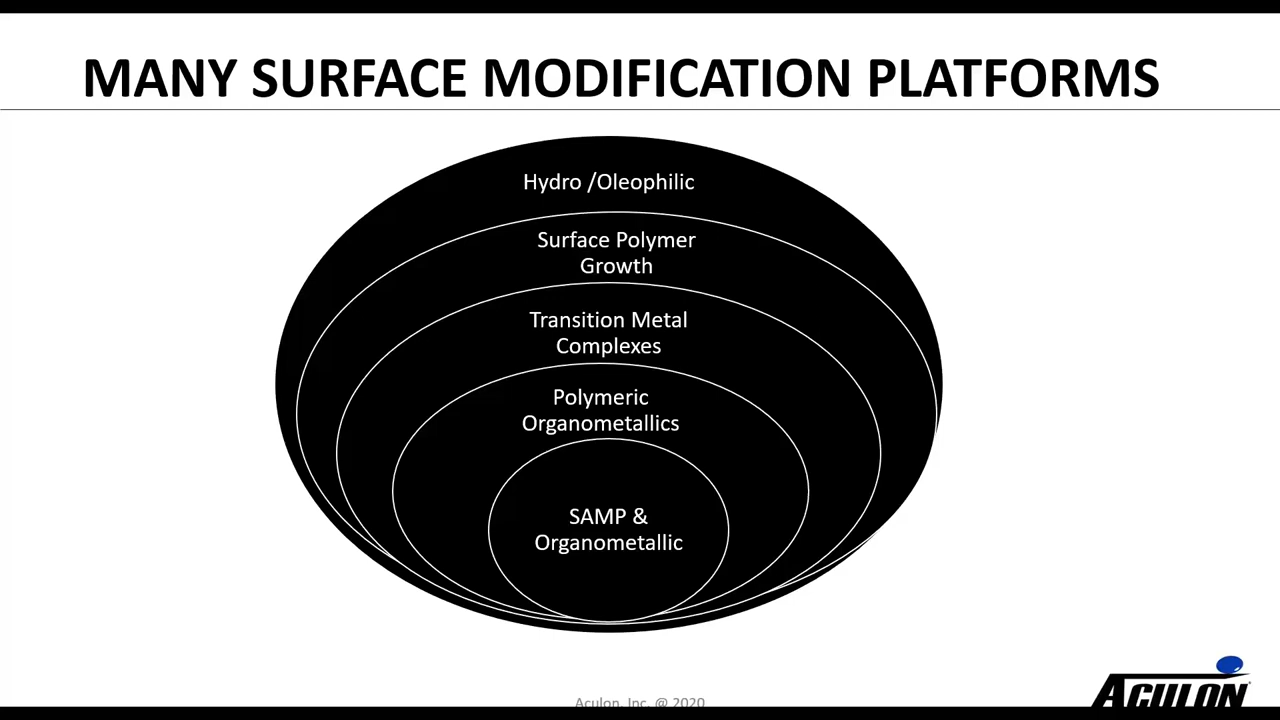 MANY SURFACE MODIFICATION PLATFORMS
Hydro /Oleophilic
Surface Polymer
Growth
Transition Metal
Complexes
Polymeric
Organometallics
SAMP &
Organometallic
Aculon, Inc. @ 2020
ACULON